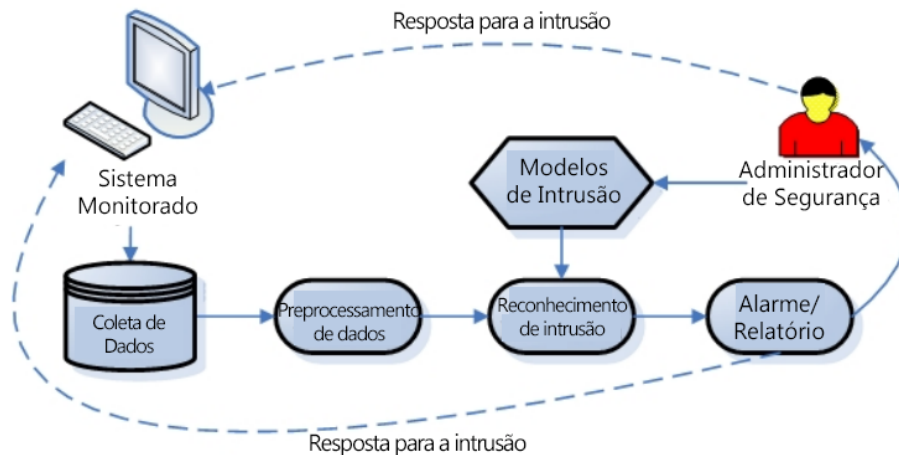 Resposta para a intrusão
Sistema
Monitorado
Modelos
de Intrusão
Administrador
de Segurança
Coleta de
Dados
Preprocessamento
de dados
Reconhecimento
de intrusão
Alarme/
Relatório
Resposta para a intrusão